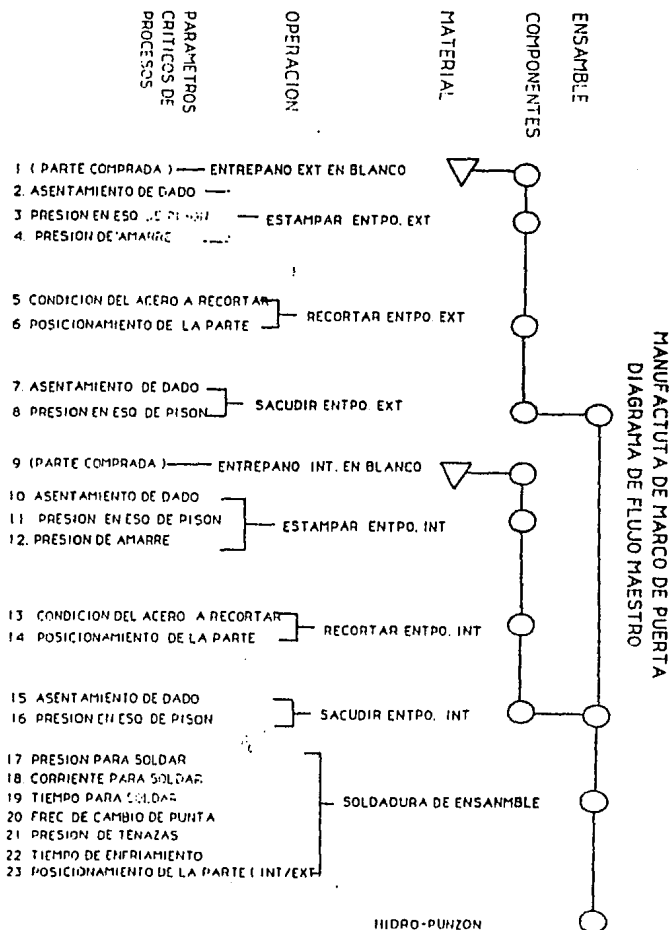 MANUFACTUTA DE MARCO DE PUERTA
DIAGRAMA DE FLUJO MAESTRO
ENSAMBLE
COMPONENTES
MATERIAL
OPERACION
PARAMETROS
CRITICOS DE
PROCESOS
1 (PARTE COMPRADA) ENTREPANO EXT EN BLANCO
2. ASENTAMIENTO DE DADO
3 PRESION EN ESQ ESTAMPAR ENTPO. EXT
4. PRESION DE AMARRE
5 CONDICION DEL ACERO A RECORTAR
6 POSICIONAMIENTO DE LA PARTE RECORTAR ENTPO. EXT
7. ASENTAMIENTO DE DADO
8 PRESION EN ESQ DE PISON SACUDIR ENTPO. EXT
9 (PARTE COMPRADA) ENTREPANO INT. EN BLANCO
10 ASENTAMIENTO DE DADO
11 PRESION EN ESQ DE PISON ESTAMPAR ENTPO, INT
12. PRESION DE AMARRE
13 CONDICION DEL ACERO A RECORTAR
14 POSICIONAMIENTO DE LA PARTE RECORTAR ENTPO. INT
15 ASENTAMIENTO DE DADO
16 PRESION EN ESQ DE PISON SACUDIR ENTPO, INT
17 PRESION PARA SOLDAR
18. CORRIENTE PARA SOLDAR
19 TIEMPO PARA SOLDAR SOLDADURA DE ENSANMBLE
20 FREC DE CAMBIO DE PUNTA
21 PRESION DE TENAZAS
22 TIEMPO DE ENFRIAMIENTO
23 POSICIONAMIENTO DE LA PARTE ( INT/EXT
HIDRO-PUNZON